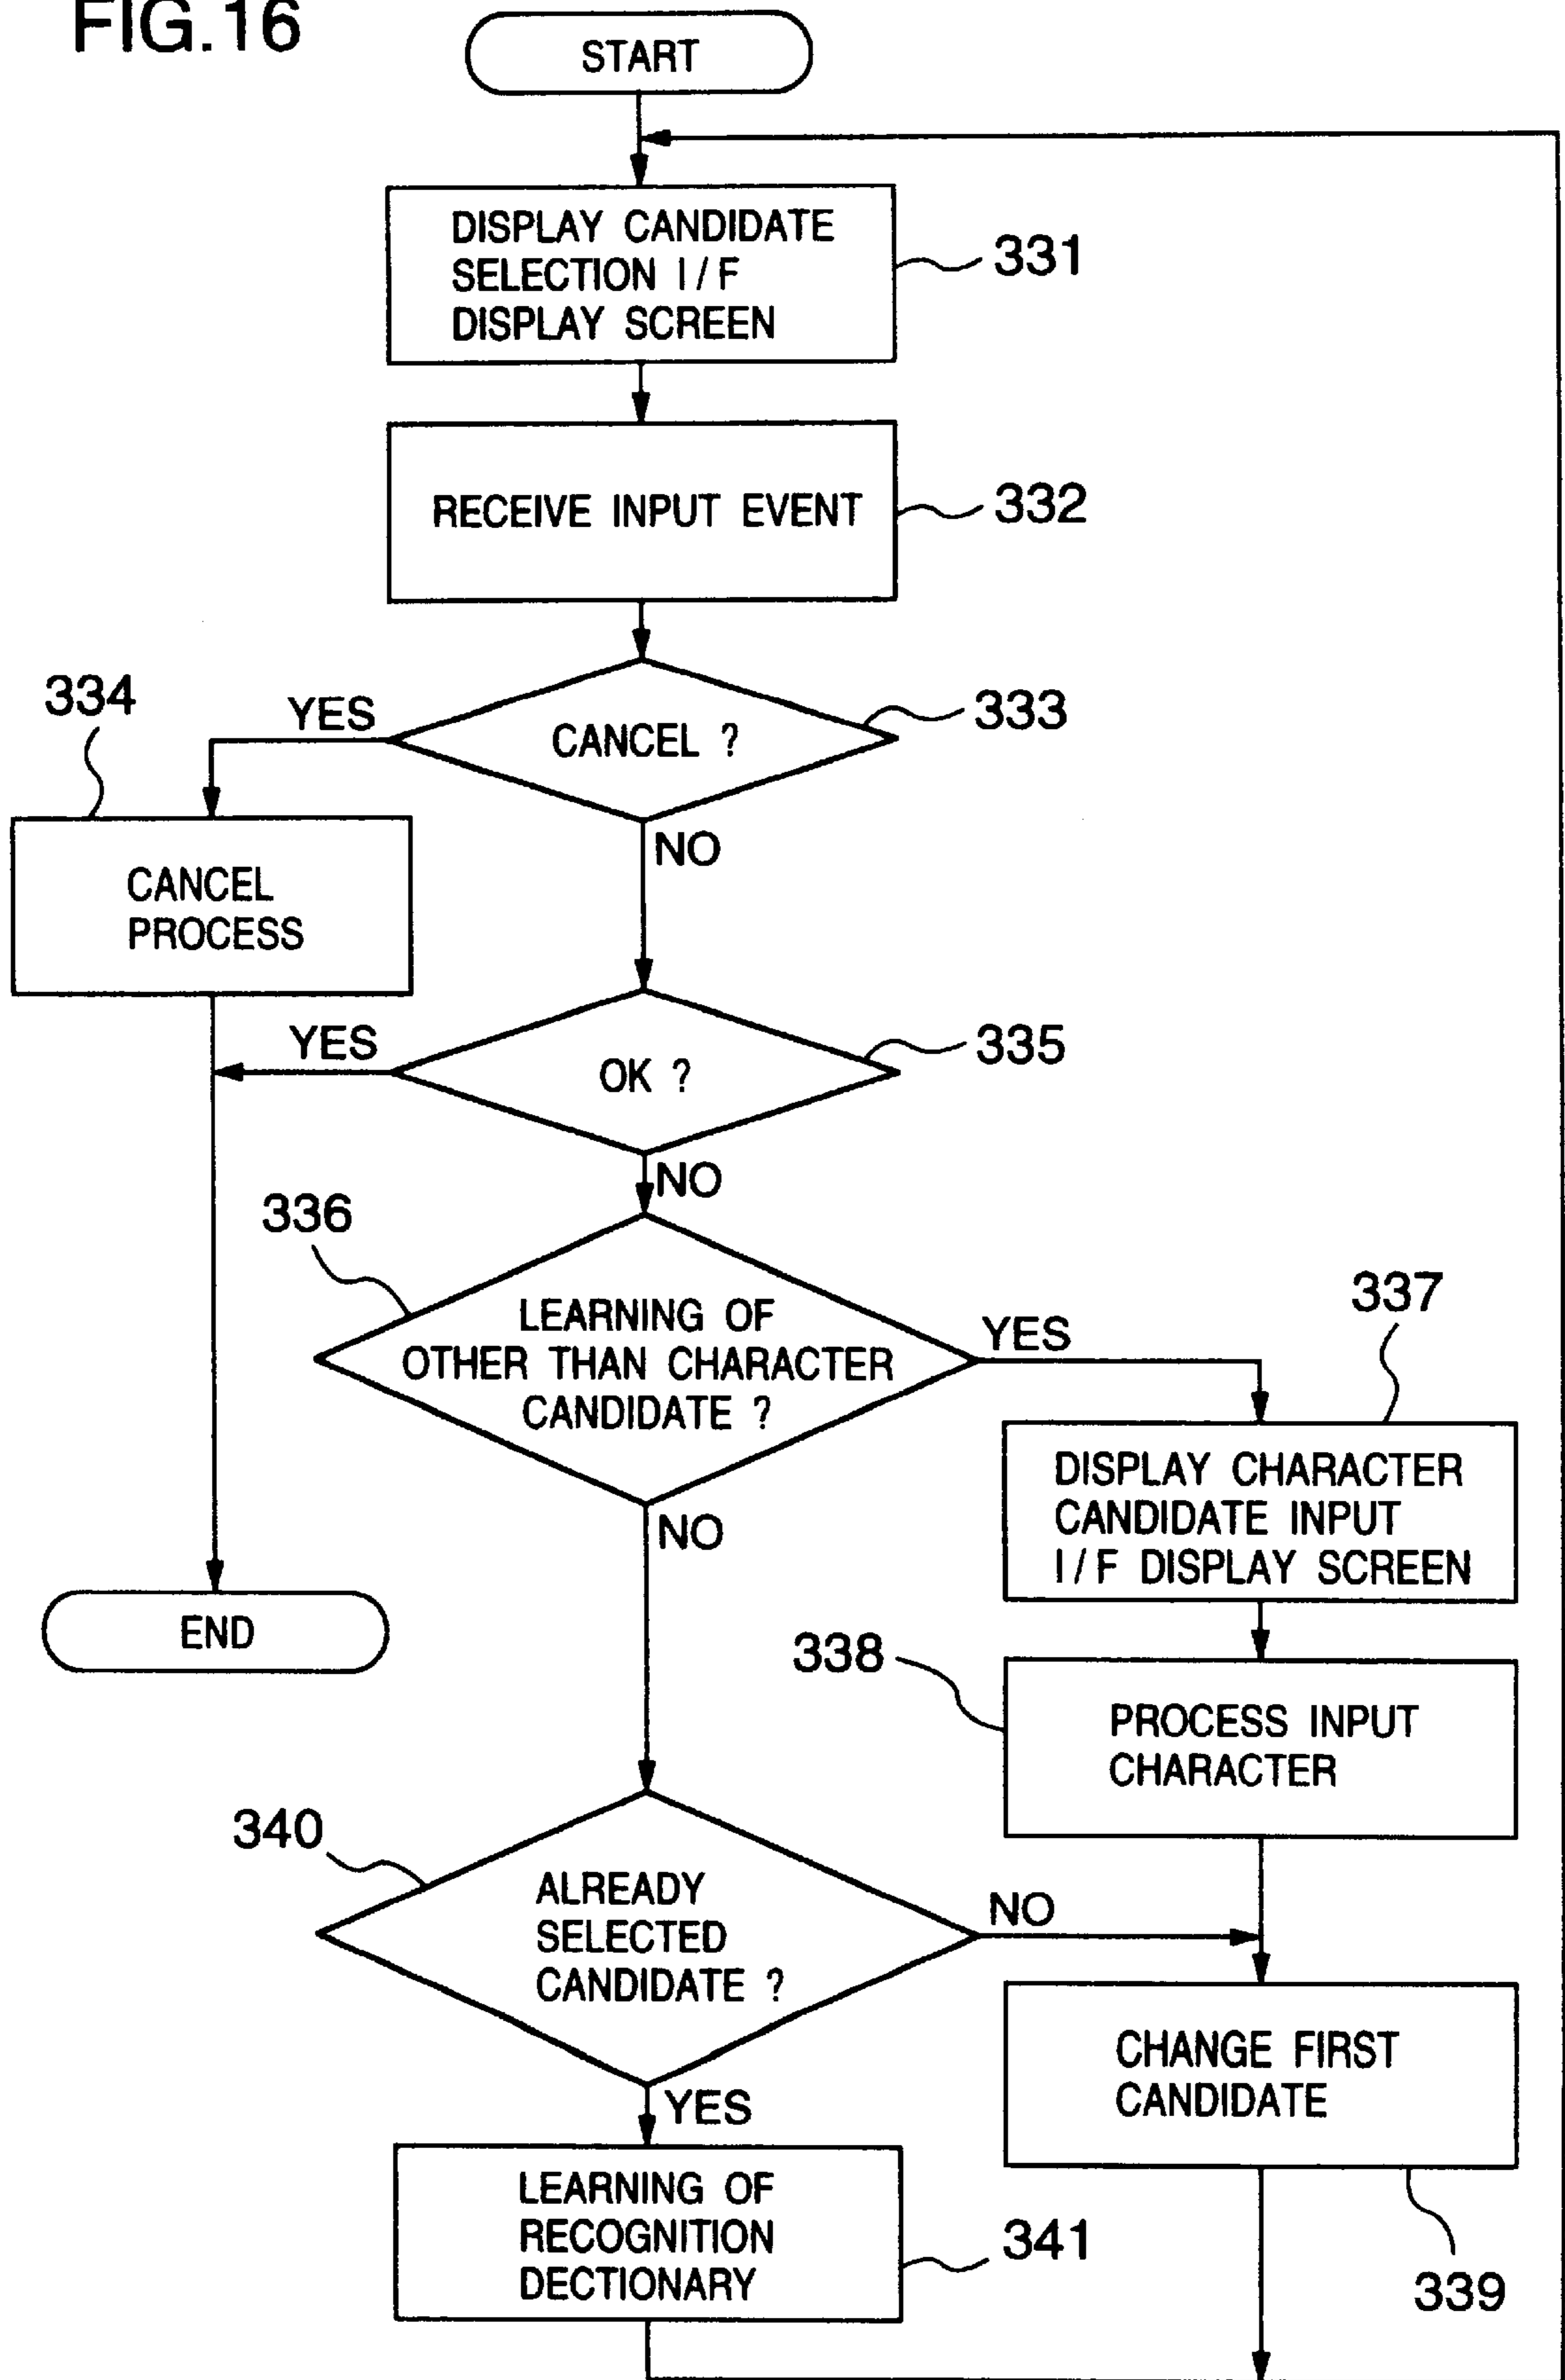 FIG.16
START
DISPLAY CANDIDATE
SELECTION I/F
DISPLAY SCREEN
331
RECEIVE INPUT EVENT
332
334
YES
CANCEL ?
333
NO
CANCEL
PROCESS
YES
OK ?
335
NO
336
LEARNING OF
OTHER THAN CHARACTER
CANDIDATE ?
YES
337
NO
DISPLAY CHARACTER
CANDIDATE INPUT
I/F DISPLAY SCREEN
END
338
PROCESS INPUT
CHARACTER
340
ALREADY
SELECTED
CANDIDATE ?
NO
YES
CHANGE FIRST
CANDIDATE
339
LEARNING OF
RECOGNITION
DECTIONARY
341